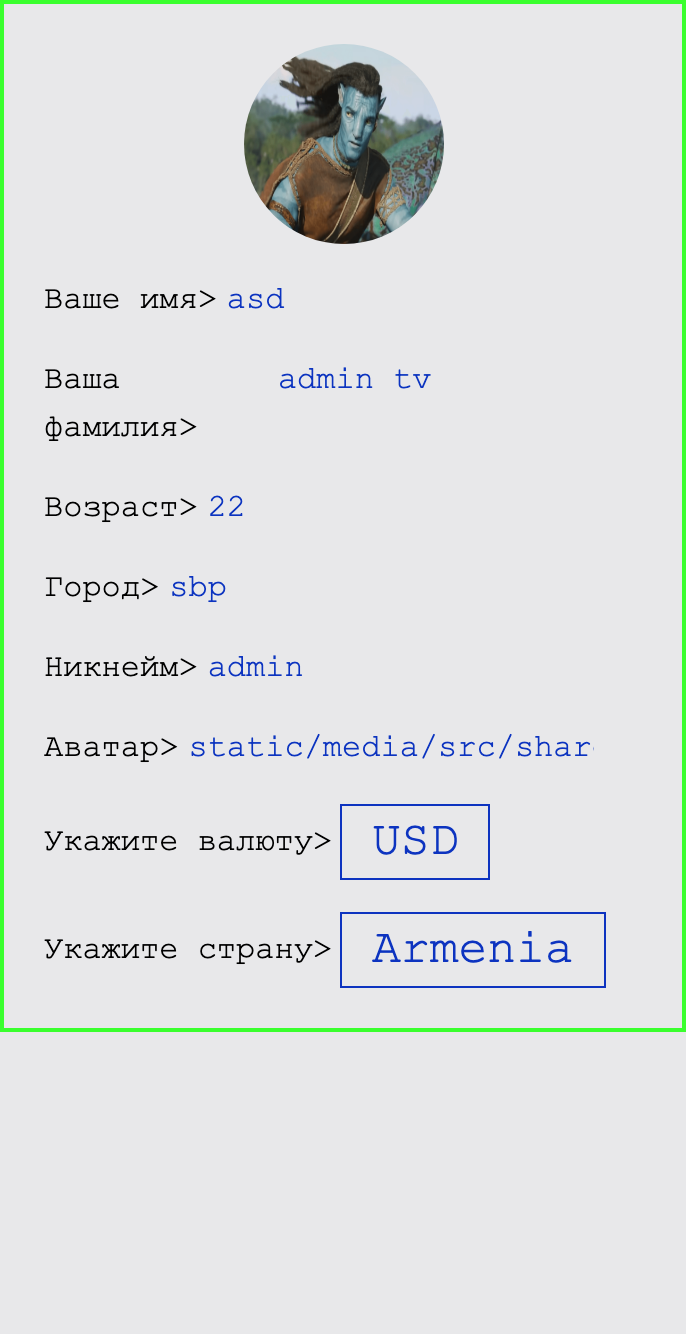 Ваше имя> asd
Ваша admin tv
фамилия>
Возраст> 22
Город> sbp
Никнейм> admin
Аватар> static/media/src/shar
Укажите валюту> USD
Укажите страну> Armenia